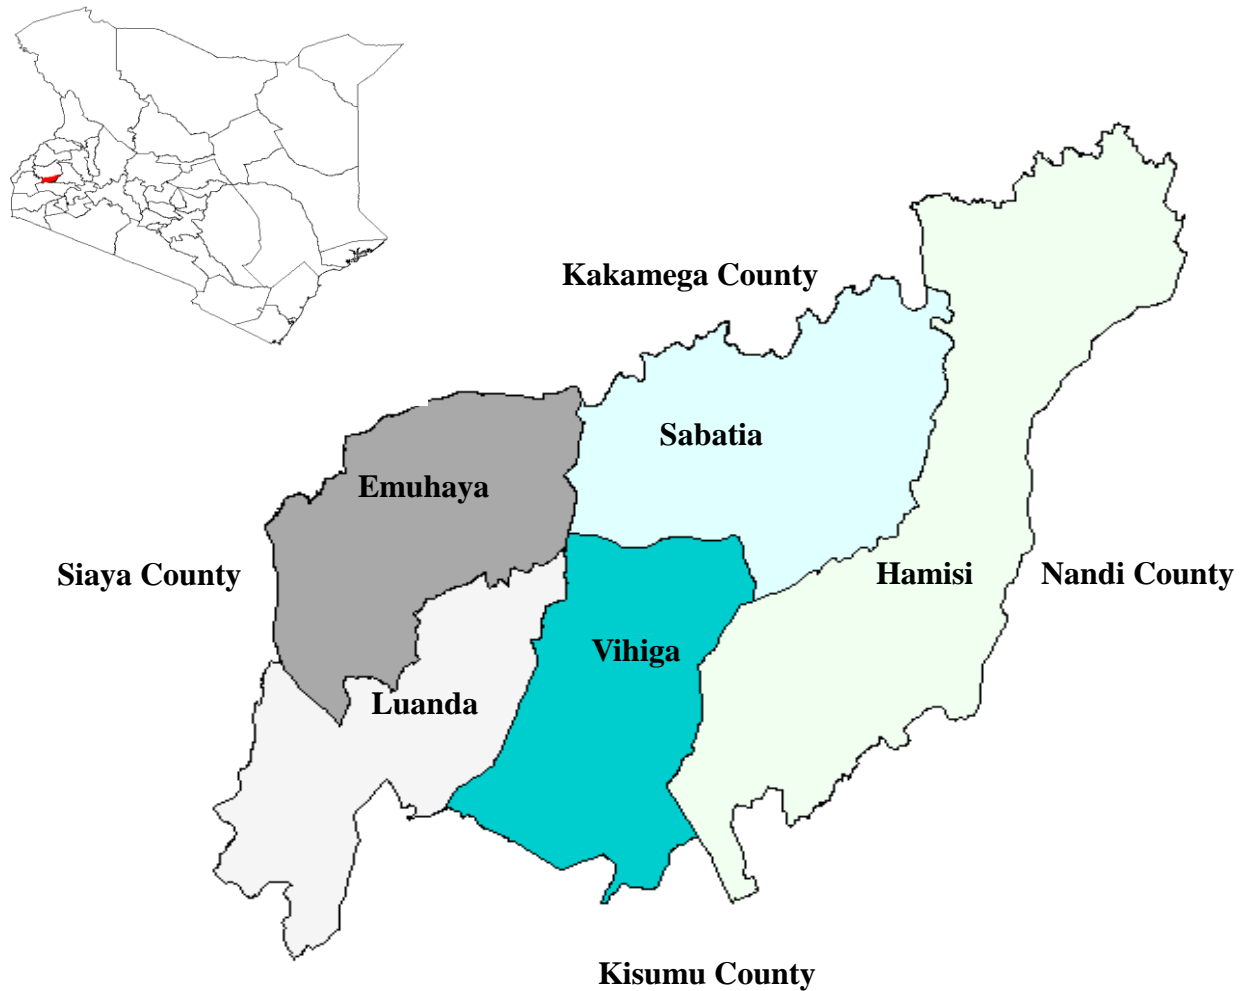 Kakamega County
Sabatia
Emuhaya
Siaya County
Hamisi
Nandi County
Vihiga
Luanda
Kisumu County